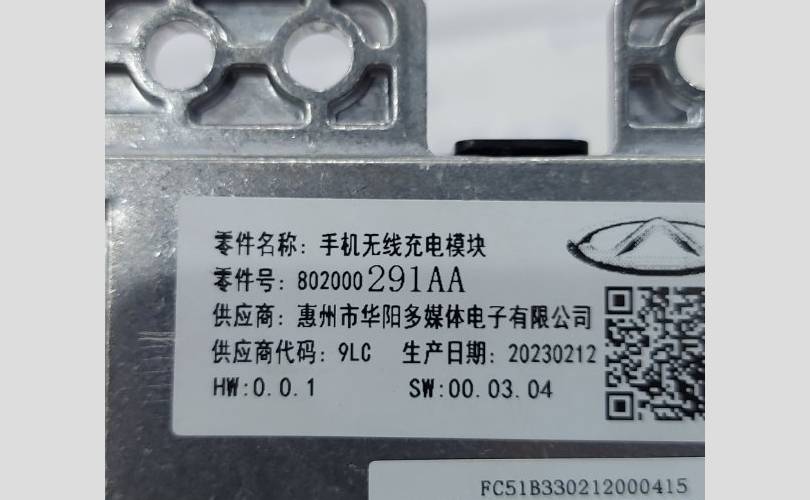 零件名称: 手机无线充电模块
零件号: 802000291AA
供应商: 惠州市华阳多媒体电子有限公司
供应商代码: 9LC 生产日期: 20230212
HW:0.0.1 SW:00.03.04
FC51B330212000415